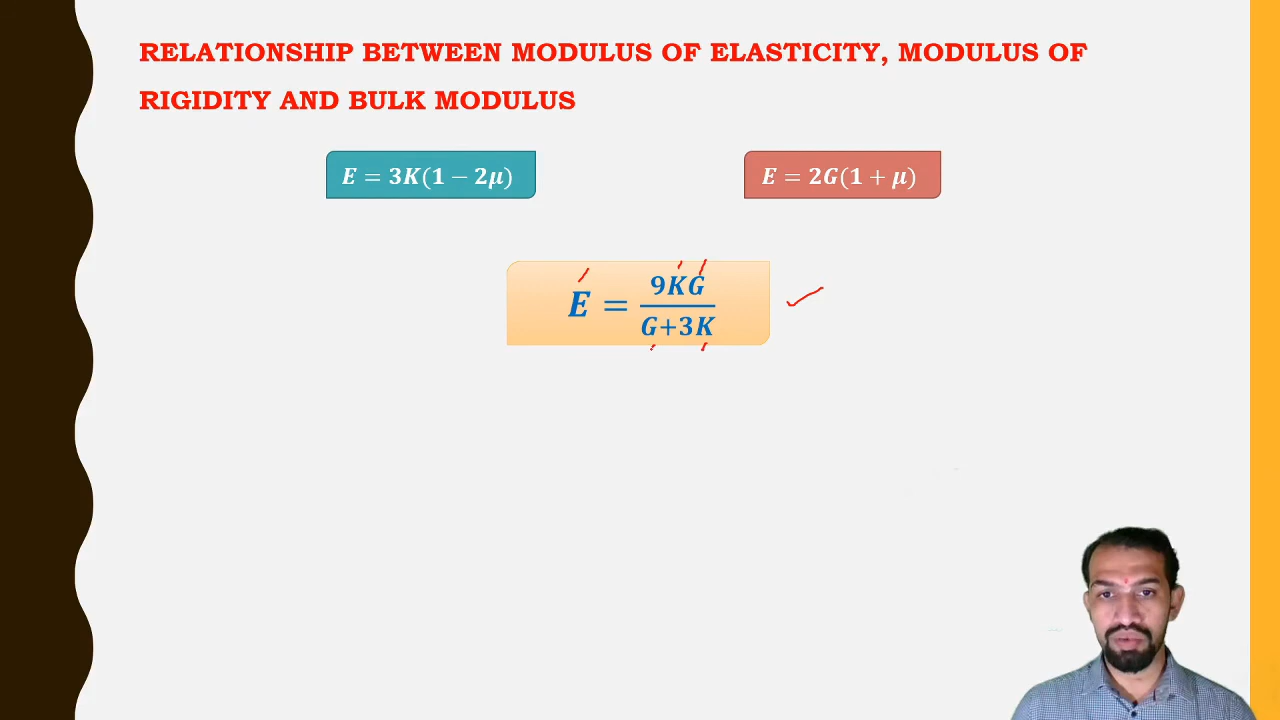 RELATIONSHIP BETWEEN MODULUS OF ELASTICITY, MODULUS OF
RIGIDITY AND BULK MODULUS
E = 3K(1 − 2μ)
E = 2G(1 + μ)
E = 9KG / G+3K